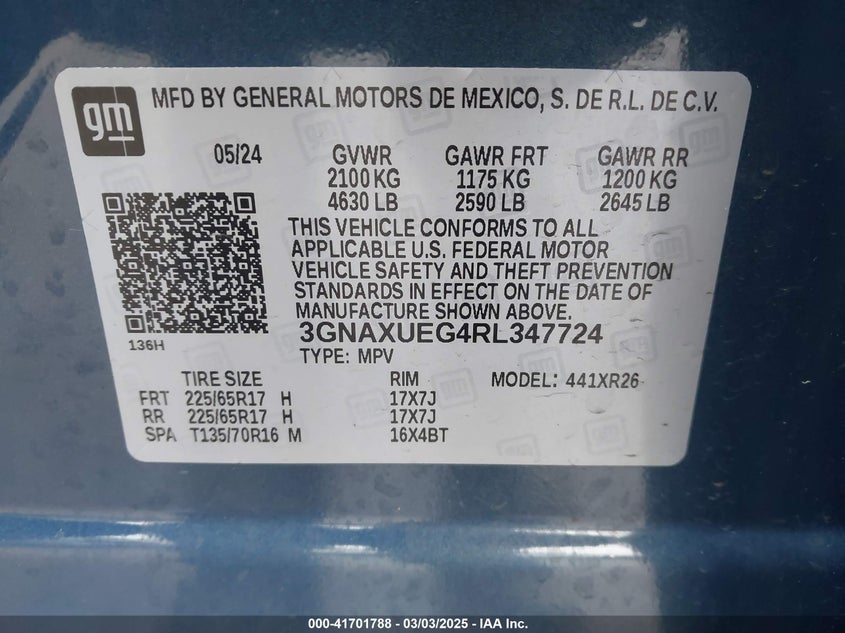 gm
MFD BY GENERAL MOTORS DE MEXICO, S. DE R.L. DE C.V.
05/24 GVWR GAWR FRT GAWR RR
2100 KG 1175 KG 1200 KG
4630 LB 2590 LB 2645 LB
THIS VEHICLE CONFORMS TO ALL
APPLICABLE U.S. FEDERAL MOTOR
VEHICLE SAFETY AND THEFT PREVENTION
STANDARDS IN EFFECT ON THE DATE OF
MANUFACTURE SHOWN ABOVE.
136H
3GNAXUEG4RL347724
TYPE: MPV
TIRE SIZE RIM MODEL: 441XR26
FRT 225/65R17 H 17X7J
RR 225/65R17 H 17X7J
SPA T135/70R16 M 16X4BT
000-41701788 - 03/03/2025 - IAA Inc.